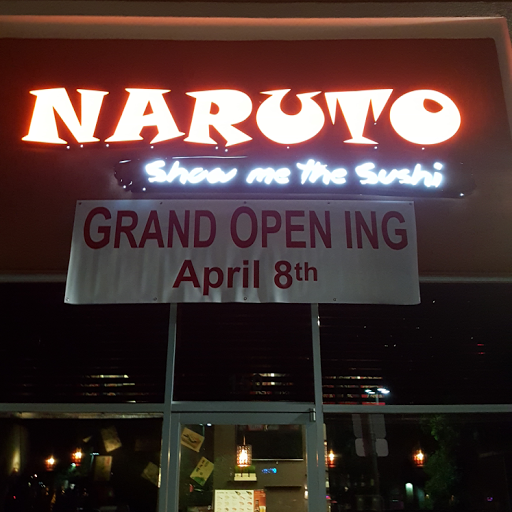 NARUTO
Show me the Sushi
GRAND OPEN ING
April 8th